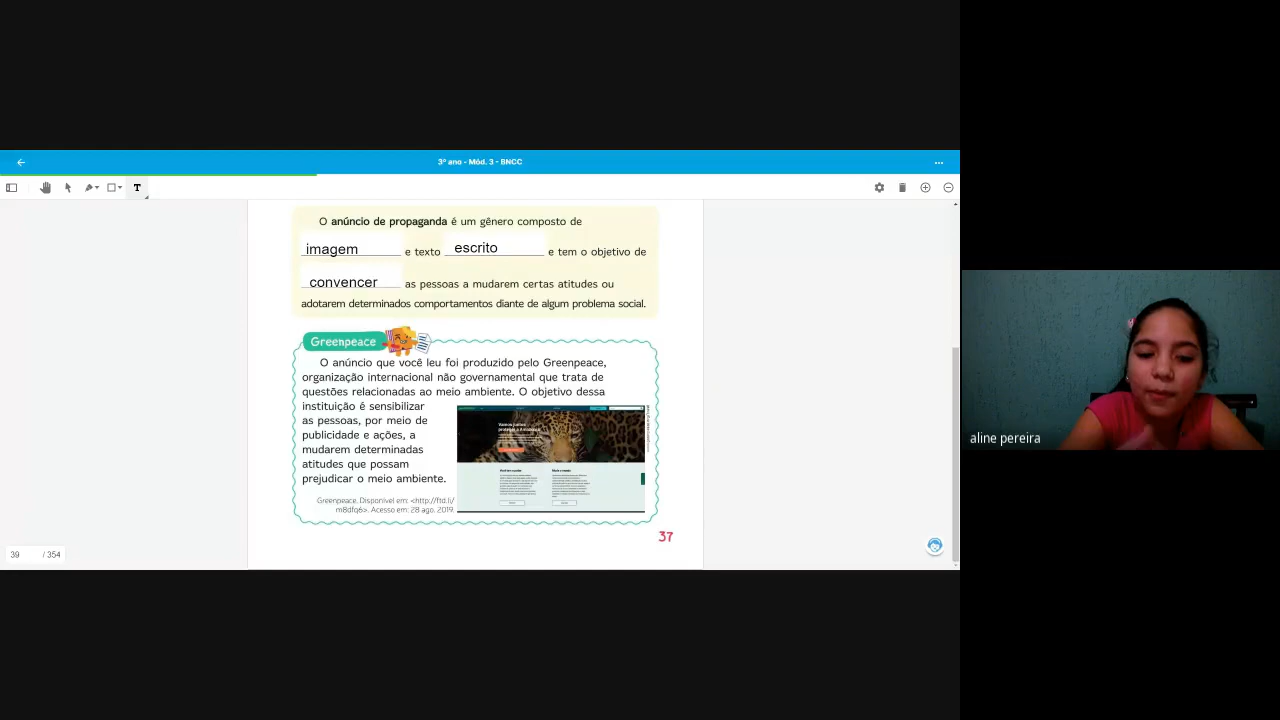 3º ano - Mód. 3 - BNCC
O anúncio de propaganda é um gênero composto de
imagem e texto escrito e tem o objetivo de
convencer as pessoas a mudarem certas atitudes ou
adotarem determinados comportamentos diante de algum problema social.
Greenpeace
O anúncio que você leu foi produzido pelo Greenpeace,
organização internacional não governamental que trata de
questões relacionadas ao meio ambiente. O objetivo dessa
instituição é sensibilizar
as pessoas, por meio de
publicidade e ações, a
mudarem determinadas
atitudes que possam
prejudicar o meio ambiente.
Vamos juntos
proteger a Amazônia
Greenpeace. Disponível em: <http://ftd.li/
m8dfq6>. Acesso em: 28 ago. 2019.
37
39 / 354
T
aline pereira